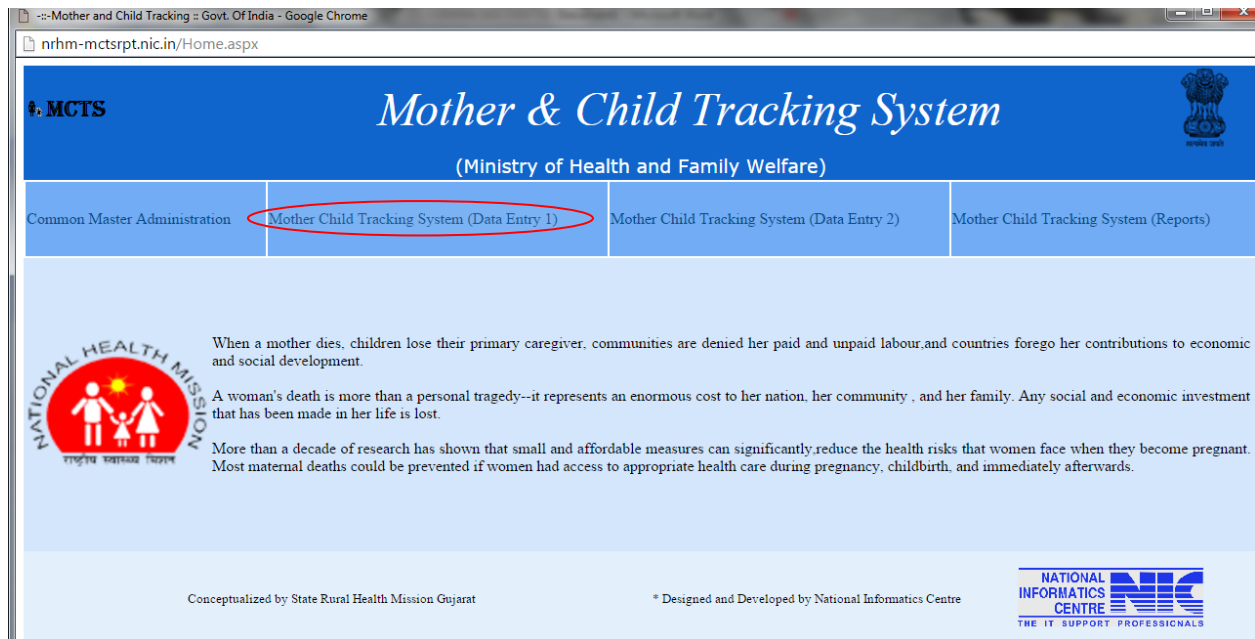 -::-Mother and Child Tracking :: Govt. Of India - Google Chrome
nrhm-mctsrpt.nic.in/Home.aspx
MCTS
Mother & Child Tracking System
सत्यमेव जयते
(Ministry of Health and Family Welfare)
Common Master Administration
Mother Child Tracking System (Data Entry 1)
Mother Child Tracking System (Data Entry 2)
Mother Child Tracking System (Reports)
NATIONAL HEALTH MISSION
राष्ट्रीय स्वास्थ्य मिशन
When a mother dies, children lose their primary caregiver, communities are denied her paid and unpaid labour,and countries forego her contributions to economic
and social development.
A woman's death is more than a personal tragedy--it represents an enormous cost to her nation, her community , and her family. Any social and economic investment
that has been made in her life is lost.
More than a decade of research has shown that small and affordable measures can significantly,reduce the health risks that women face when they become pregnant.
Most maternal deaths could be prevented if women had access to appropriate health care during pregnancy, childbirth, and immediately afterwards.
Conceptualized by State Rural Health Mission Gujarat
* Designed and Developed by National Informatics Centre
NATIONAL
INFORMATICS
CENTRE
NIC
THE IT SUPPORT PROFESSIONALS